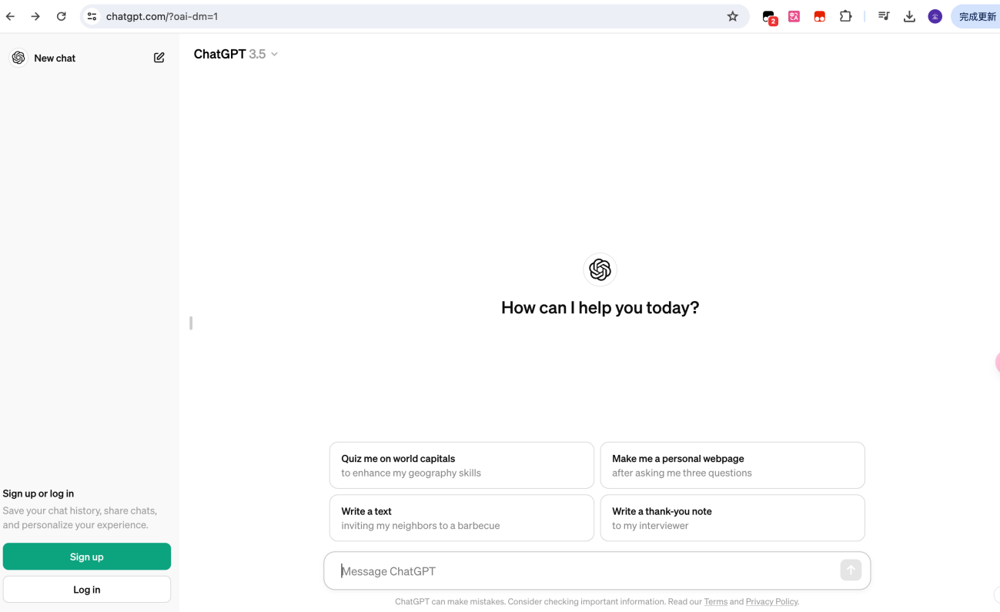 chatgpt.com/?oai-dm=1
2
完成更新
New chat
ChatGPT 3.5
How can I help you today?
Quiz me on world capitals
to enhance my geography skills
Make me a personal webpage
after asking me three questions
Write a text
inviting my neighbors to a barbecue
Write a thank-you note
to my interviewer
Sign up or log in
Save your chat history, share chats,
and personalize your experience.
Sign up
Log in
Message ChatGPT
ChatGPT can make mistakes. Consider checking important information. Read our Terms and Privacy Policy.